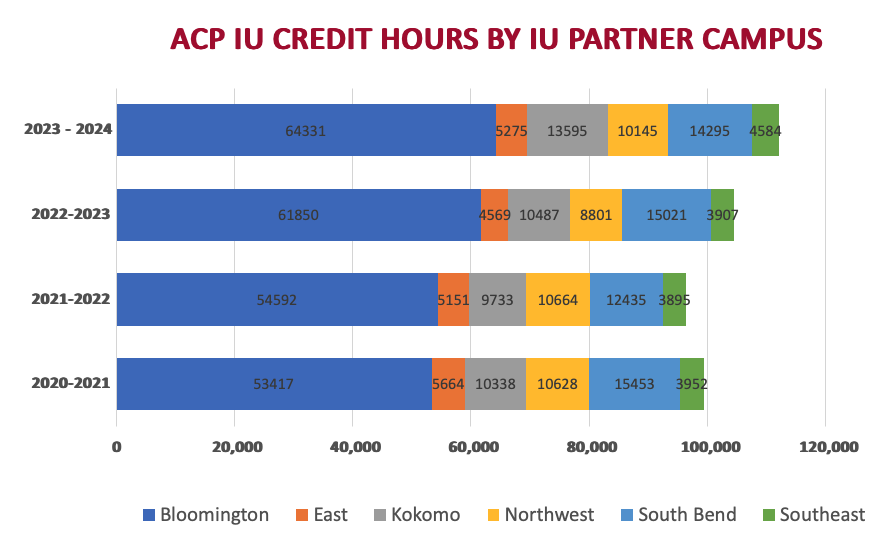 ACP IU CREDIT HOURS BY IU PARTNER CAMPUS
2023 - 2024 64331 5275 13595 10145 14295 4584
2022-2023 61850 4569 10487 8801 15021 3907
2021-2022 54592 5151 9733 10664 12435 3895
2020-2021 53417 5664 10338 10628 15453 3952
0 20,000 40,000 60,000 80,000 100,000 120,000
Bloomington East Kokomo Northwest South Bend Southeast